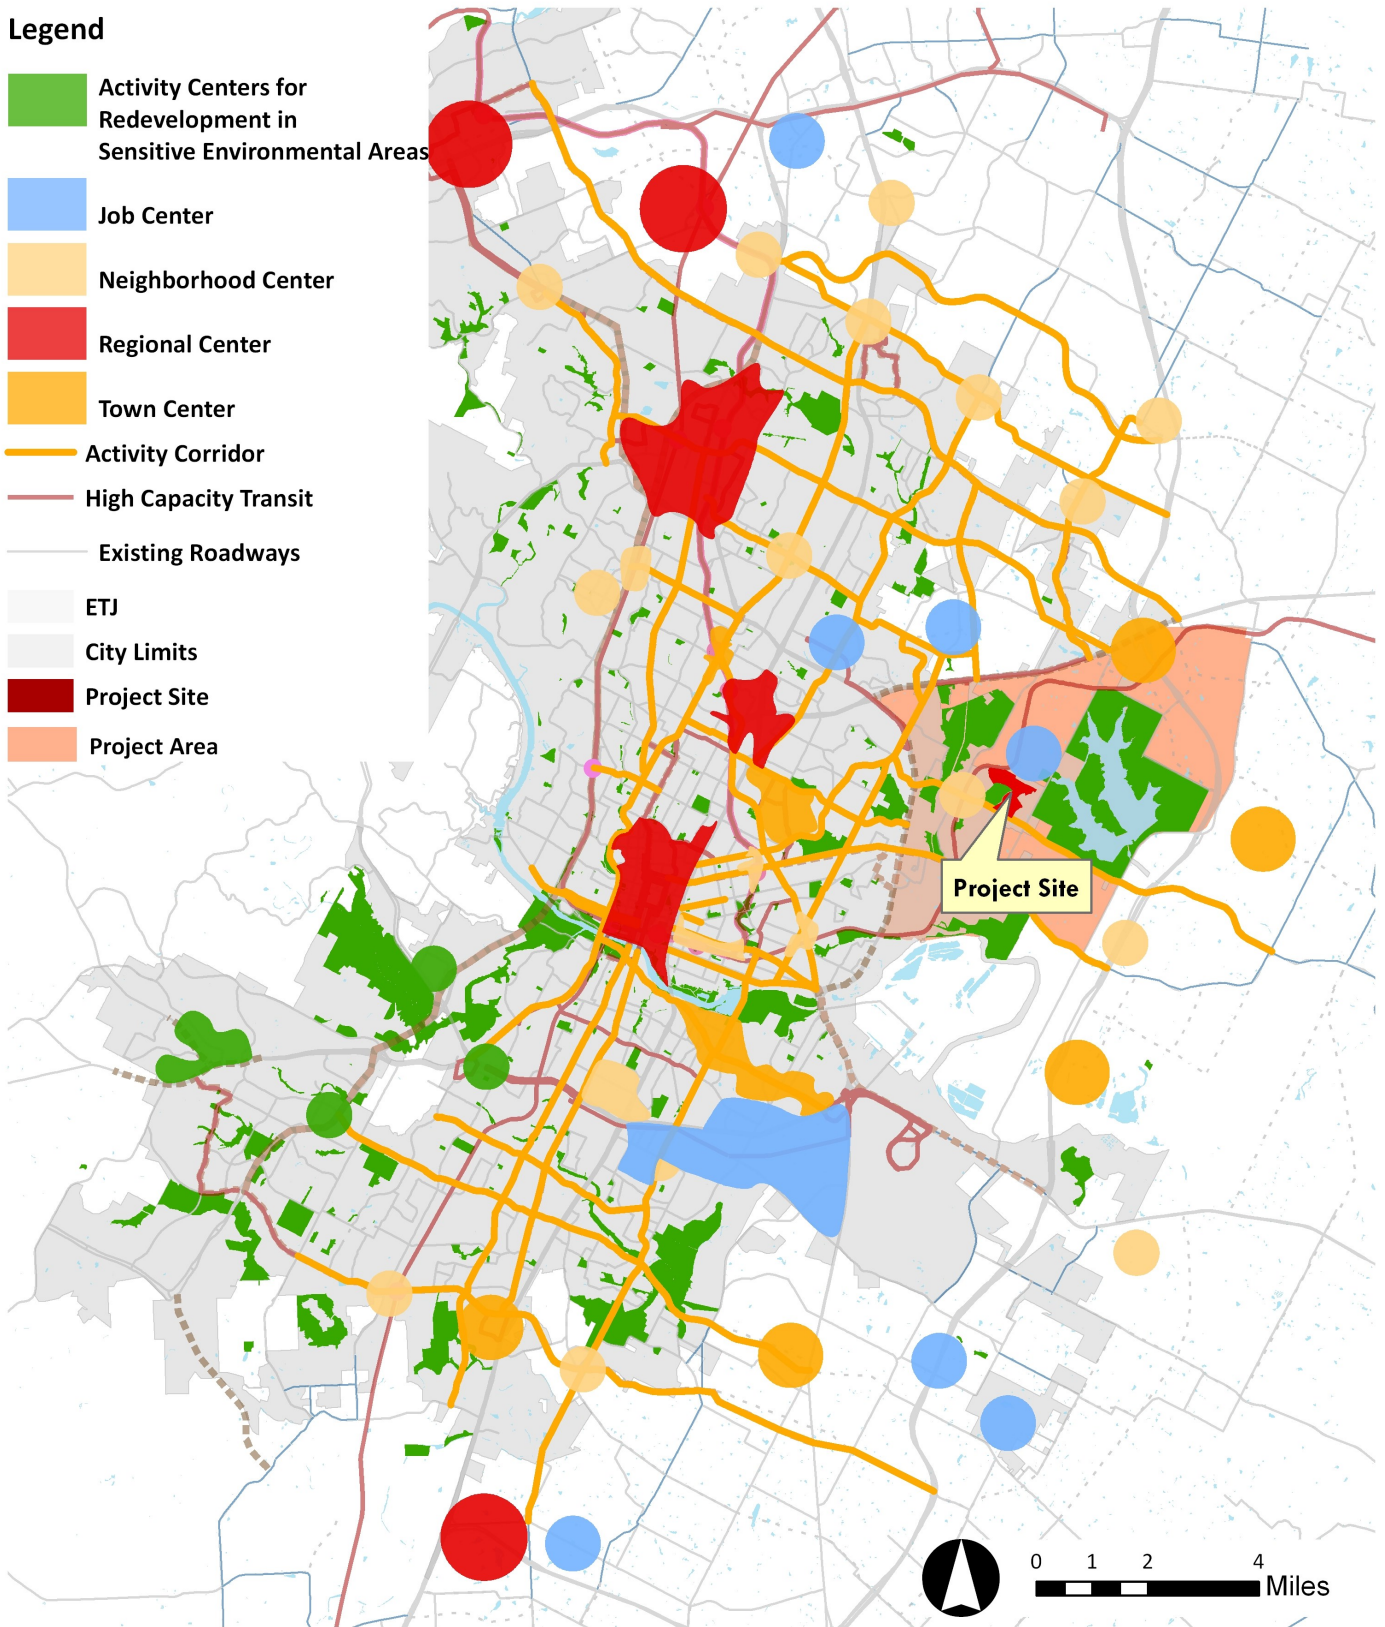 Legend
Activity Centers for
Redevelopment in
Sensitive Environmental Areas
Job Center
Neighborhood Center
Regional Center
Town Center
Activity Corridor
High Capacity Transit
Existing Roadways
ETJ
City Limits
Project Site
Project Area
Project Site
0 1 2 4
Miles